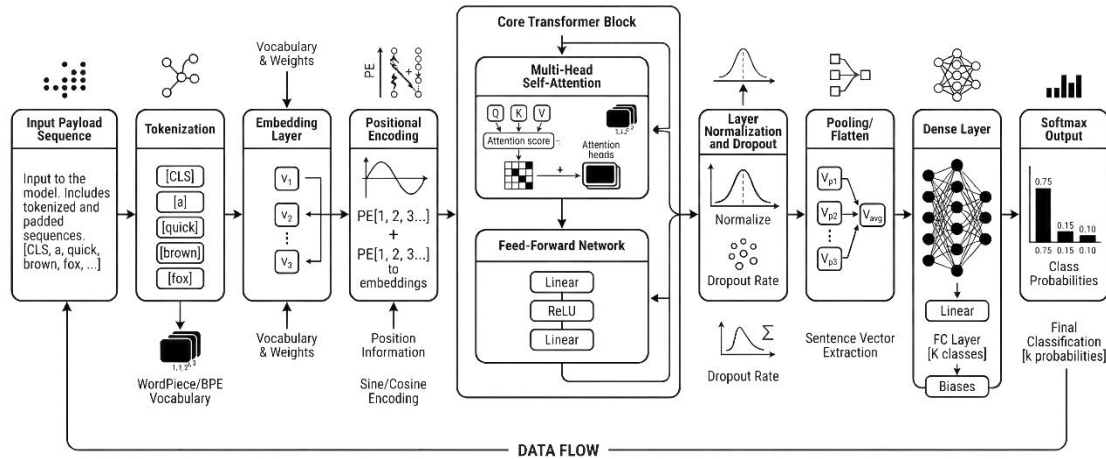 Input Payload
Sequence
Input to the
model. Includes
tokenized and
padded
sequences.
[CLS, a, quick,
brown, fox, ...]
Tokenization
[CLS]
[a]
[quick]
[brown]
[fox]
WordPiece/BPE
Vocabulary
Vocabulary
& Weights
Embedding
Layer
V1
V2
V3
Vocabulary
& Weights
PE
+
Positional
Encoding
PE[1, 2, 3...]
+
PE[1, 2, 3...]
to
embeddings
Position
Information
Sine/Cosine
Encoding
Core Transformer Block
Multi-Head
Self-Attention
Q K V
Attention score
Attention
heads
+
Feed-Forward Network
Linear
ReLU
Linear
Layer
Normalization
and Dropout
Normalize
Dropout Rate
Σ
Dropout Rate
Pooling/
Flatten
Vp1
Vp2
Vp3
Vavg
Sentence Vector
Extraction
Dense Layer
Linear
FC Layer
[K classes]
Biases
Softmax
Output
0.75
0.15 0.10
0.75 0.15 0.10
Class
Probabilities
Final
Classification
[k probabilities]
DATA FLOW